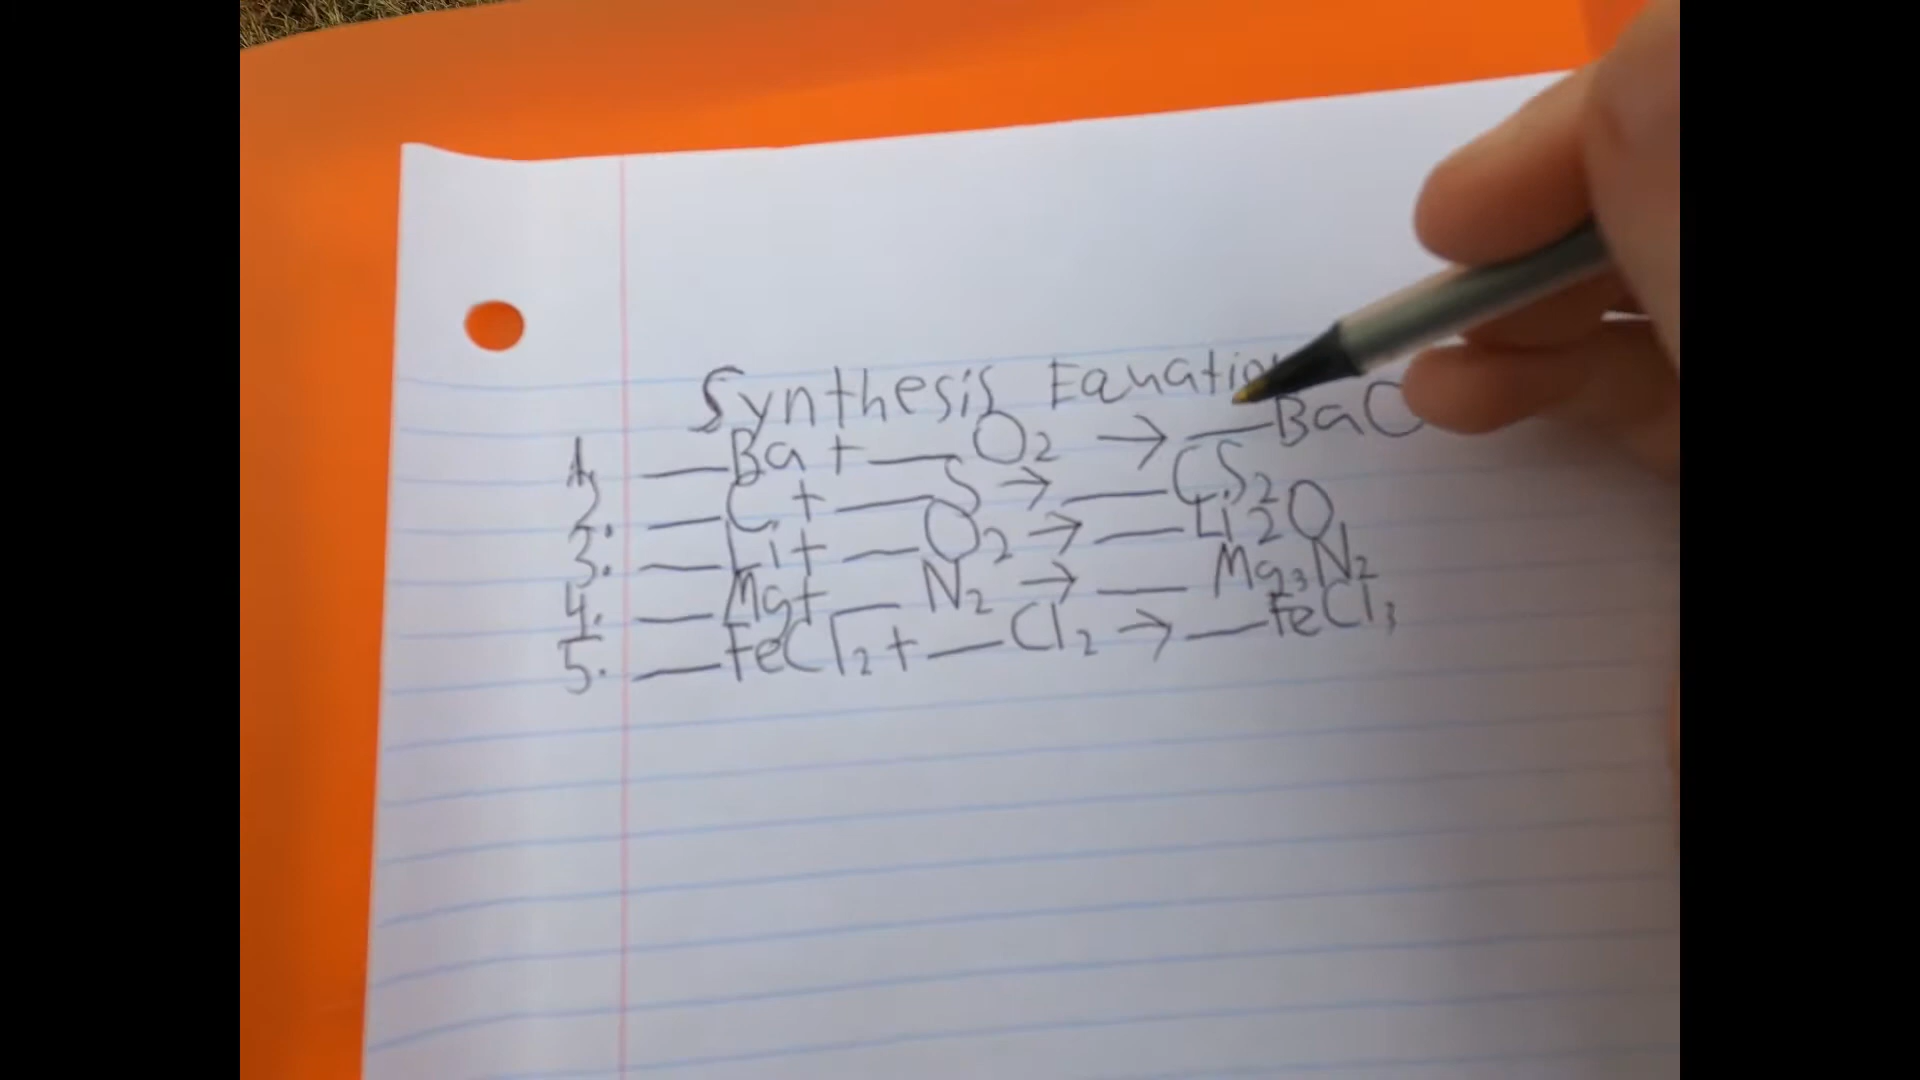 Synthesis Equation
1. __Ba + __O₂ → __BaO
2. __C + __S → __CS₂
3. __Li + __O₂ → __Li₂O
4. __Mg + __N₂ → __Mg₃N₂
5. __FeCl₂ + __Cl₂ → __FeCl₃